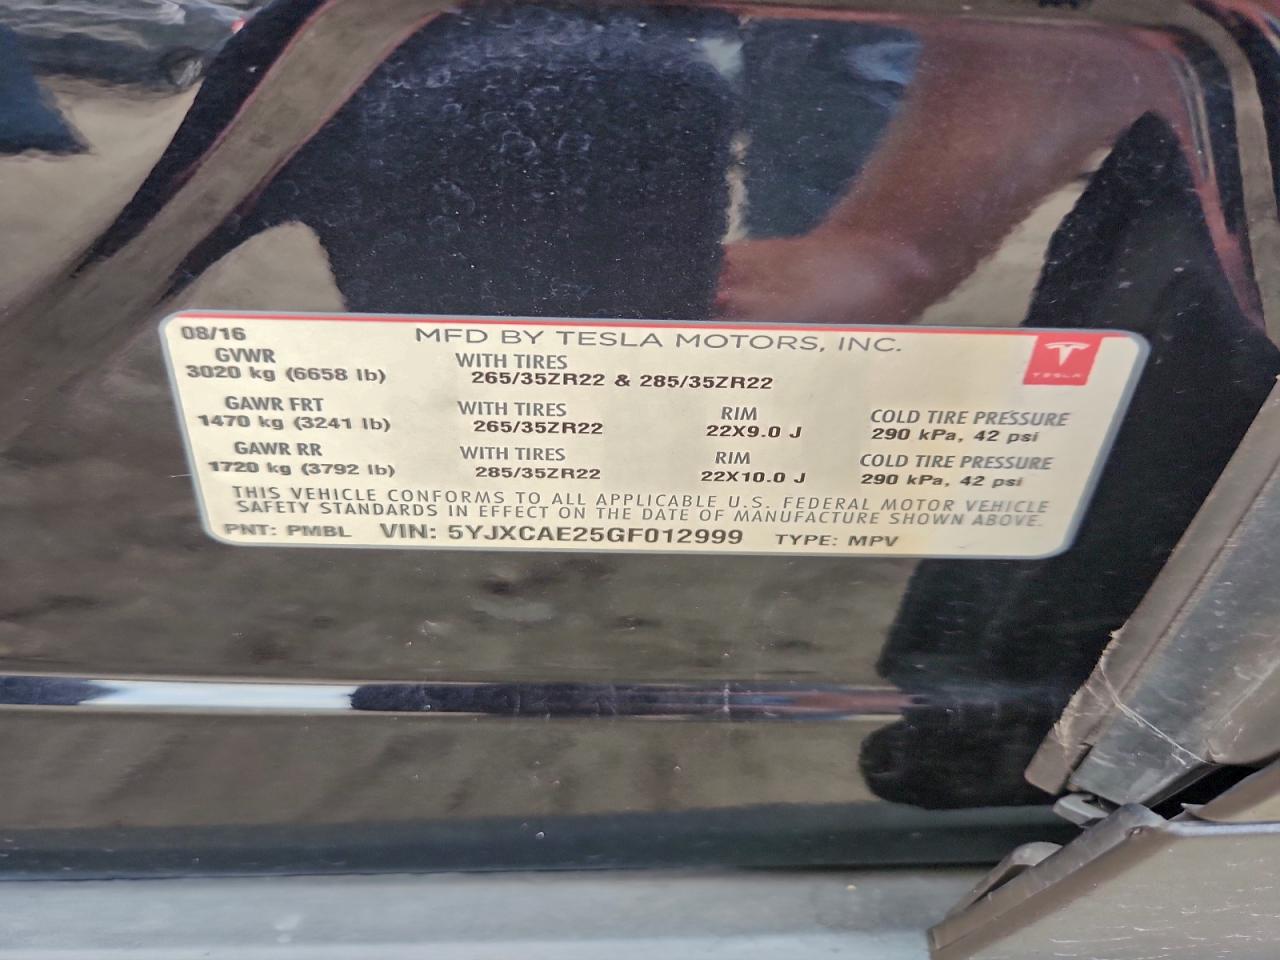 08/16 MFD BY TESLA MOTORS, INC.
TESLA
GVWR WITH TIRES
3020 kg (6658 lb) 265/35ZR22 & 285/35ZR22
GAWR FRT WITH TIRES RIM COLD TIRE PRESSURE
1470 kg (3241 lb) 265/35ZR22 22X9.0 J 290 kPa, 42 psi
GAWR RR WITH TIRES RIM COLD TIRE PRESSURE
1720 kg (3792 lb) 285/35ZR22 22X10.0 J 290 kPa, 42 psi
THIS VEHICLE CONFORMS TO ALL APPLICABLE U.S. FEDERAL MOTOR VEHICLE
SAFETY STANDARDS IN EFFECT ON THE DATE OF MANUFACTURE SHOWN ABOVE.
PNT: PMBL VIN: 5YJXCAE25GF012999 TYPE: MPV